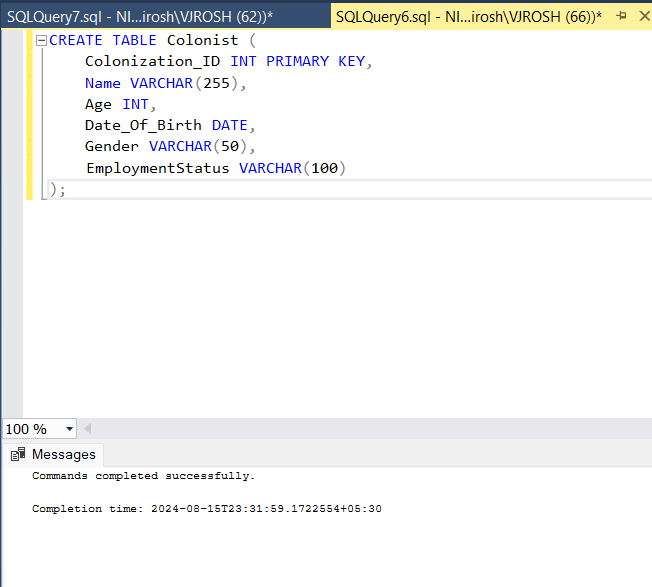 SQLQuery7.sql - NI...irosh\VJROSH (62))*
SQLQuery6.sql - NI...irosh\VJROSH (66))*
CREATE TABLE Colonist (
Colonization_ID INT PRIMARY KEY,
Name VARCHAR(255),
Age INT,
Date_Of_Birth DATE,
Gender VARCHAR(50),
EmploymentStatus VARCHAR(100)
);
100 %
Messages
Commands completed successfully.
Completion time: 2024-08-15T23:31:59.1722554+05:30